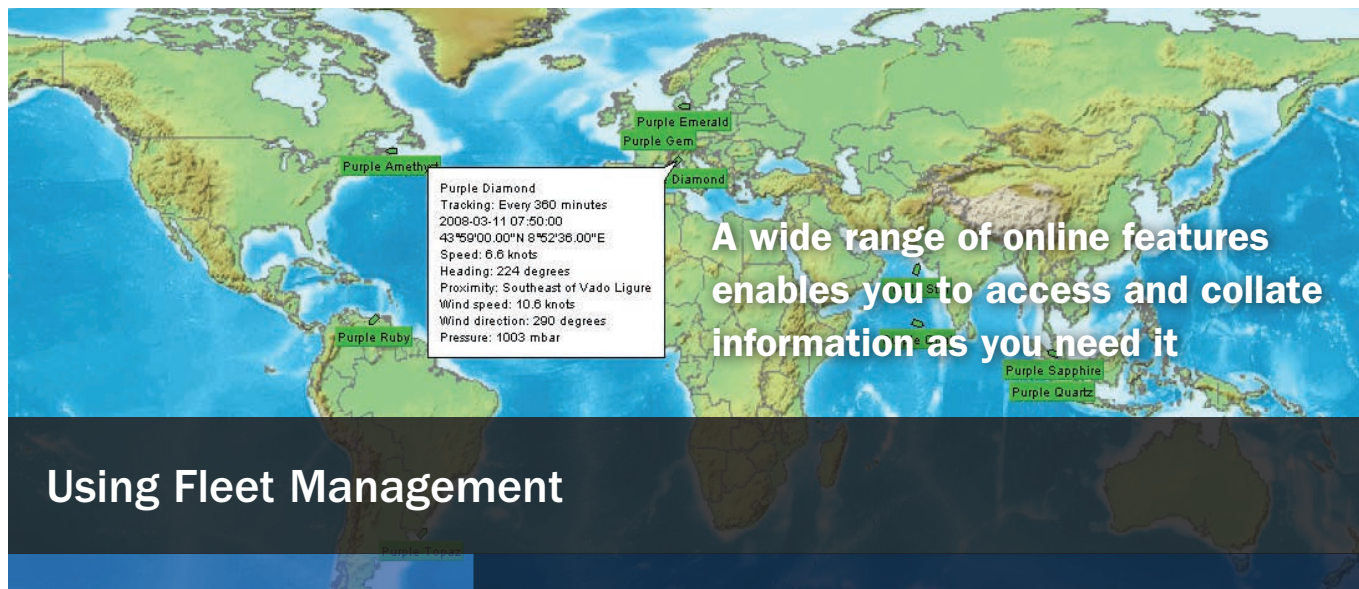 Purple Emerald
Purple Gem
Purple Amethyst
Diamond
Purple Diamond
Tracking: Every 360 minutes
2008-03-11 07:50:00
43°59'00.00"N 8°52'36.00"E
Speed: 6.6 knots
Heading: 224 degrees
Proximity: Southeast of Vado Ligure
Wind speed: 10.6 knots
Wind direction: 290 degrees
Pressure: 1003 mbar
A wide range of online features
enables you to access and collate
information as you need it
Purple Ruby
Purple Sapphire
Purple Quartz
Using Fleet Management
Purple Topaz